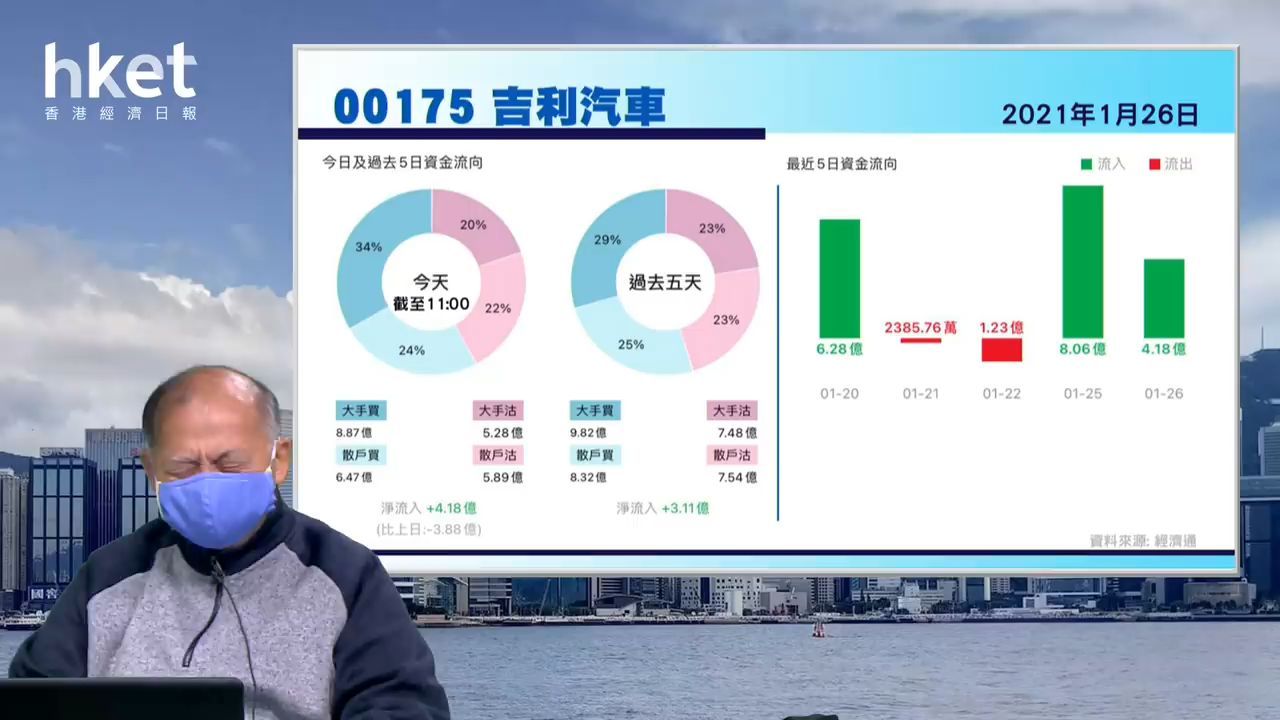 hket
香港經濟日報
00175 吉利汽車
2021年1月26日
今日及過去5日資金流向
34%
20%
22%
24%
今天
截至11:00
29%
23%
23%
25%
過去五天
大手買
8.87億
大手沽
5.28億
散戶買
6.47億
散戶沽
5.89億
淨流入 +4.18億
(比上日:-3.88億)
大手買
9.82億
大手沽
7.48億
散戶買
8.32億
散戶沽
7.54億
淨流入 +3.11億
最近5日資金流向
流入
流出
6.28億
2385.76萬
1.23億
8.06億
4.18億
01-20
01-21
01-22
01-25
01-26
資料來源: 經濟通